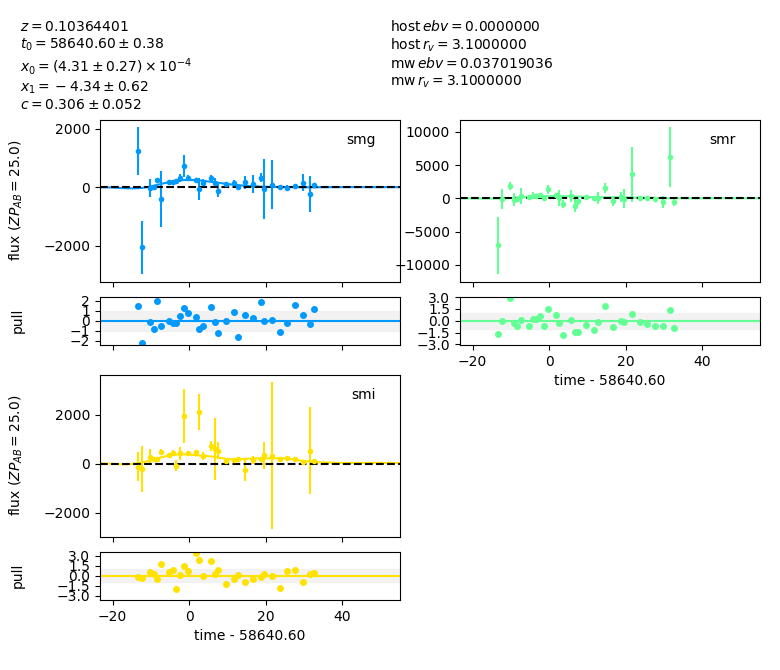 z = 0.10364401
t₀ = 58640.60 ± 0.38
x₀ = (4.31 ± 0.27) × 10⁻⁴
x₁ = −4.34 ± 0.62
c = 0.306 ± 0.052
host ebv = 0.0000000
host r_v = 3.1000000
mw ebv = 0.037019036
mw r_v = 3.1000000
flux (ZP_AB = 25.0)
2000
0
−2000
smg
10000
5000
0
−5000
−10000
smr
pull
2
1
0
−1
−2
3.0
1.5
0.0
−1.5
−3.0
−20 0 20 40
time - 58640.60
flux (ZP_AB = 25.0)
2000
0
−2000
smi
pull
3.0
1.5
0.0
−1.5
−3.0
−20 0 20 40
time - 58640.60